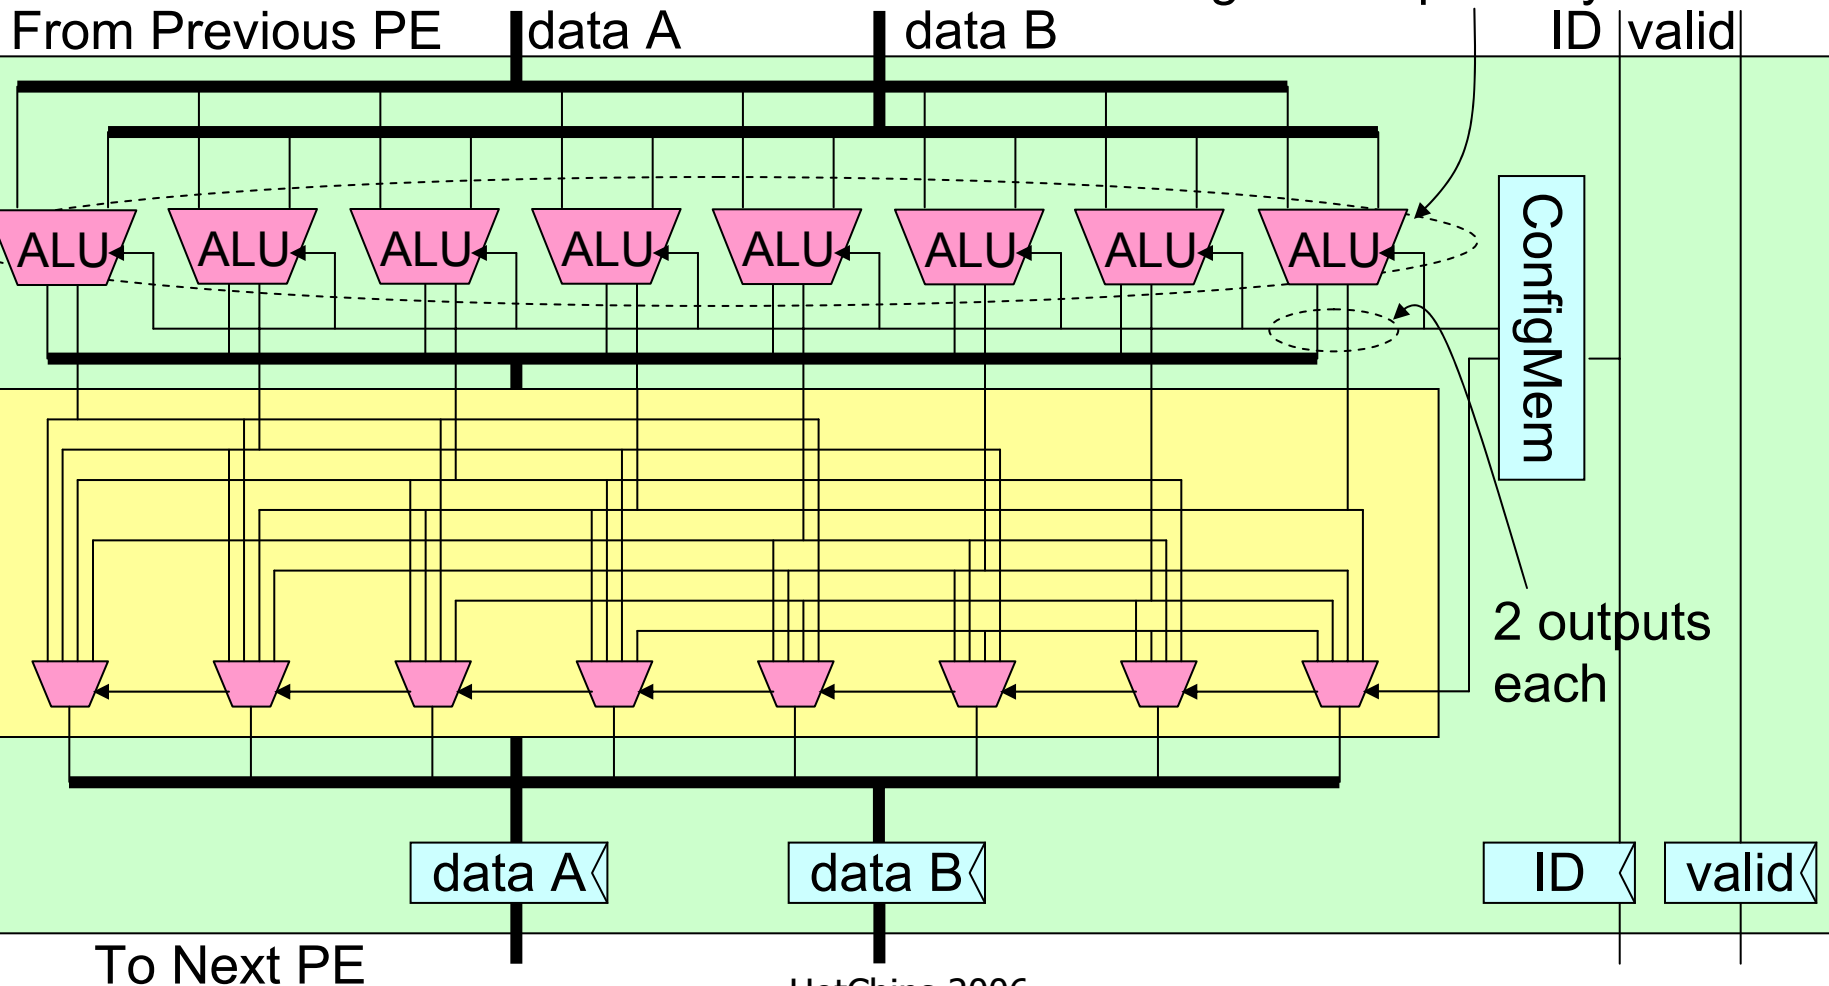 From Previous PE
data A
data B
ID
valid
ALU
ALU
ALU
ALU
ALU
ALU
ALU
ALU
ConfigMem
2 outputs
each
data A
data B
ID
valid
To Next PE